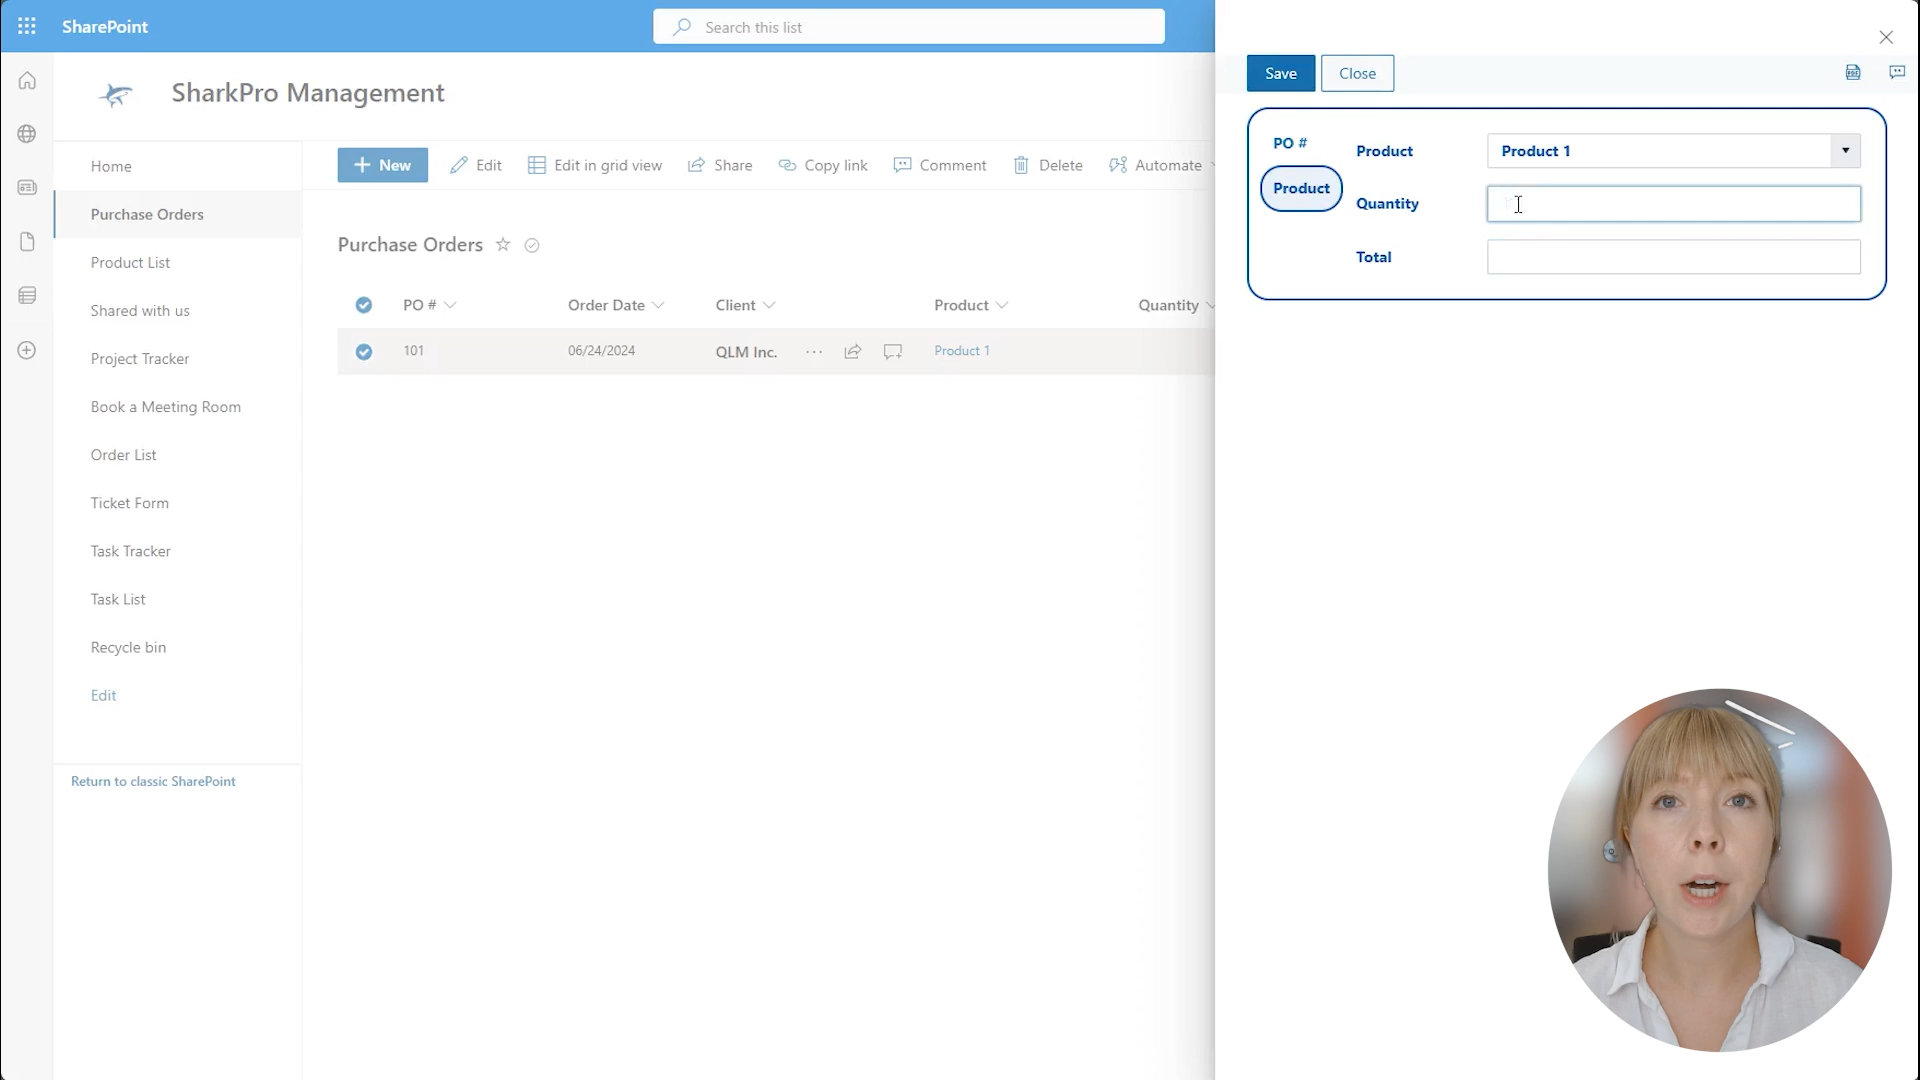 SharePoint
Search this list
SharkPro Management
Home
Purchase Orders
Product List
Shared with us
Project Tracker
Book a Meeting Room
Order List
Ticket Form
Task Tracker
Task List
Recycle bin
Edit
Return to classic SharePoint
New Edit Edit in grid view Share Copy link Comment Delete Automate
Purchase Orders
PO # Order Date Client Product Quantity
101 06/24/2024 QLM Inc. Product 1
Save Close
PO #
Product
Product Product 1
Quantity
Total